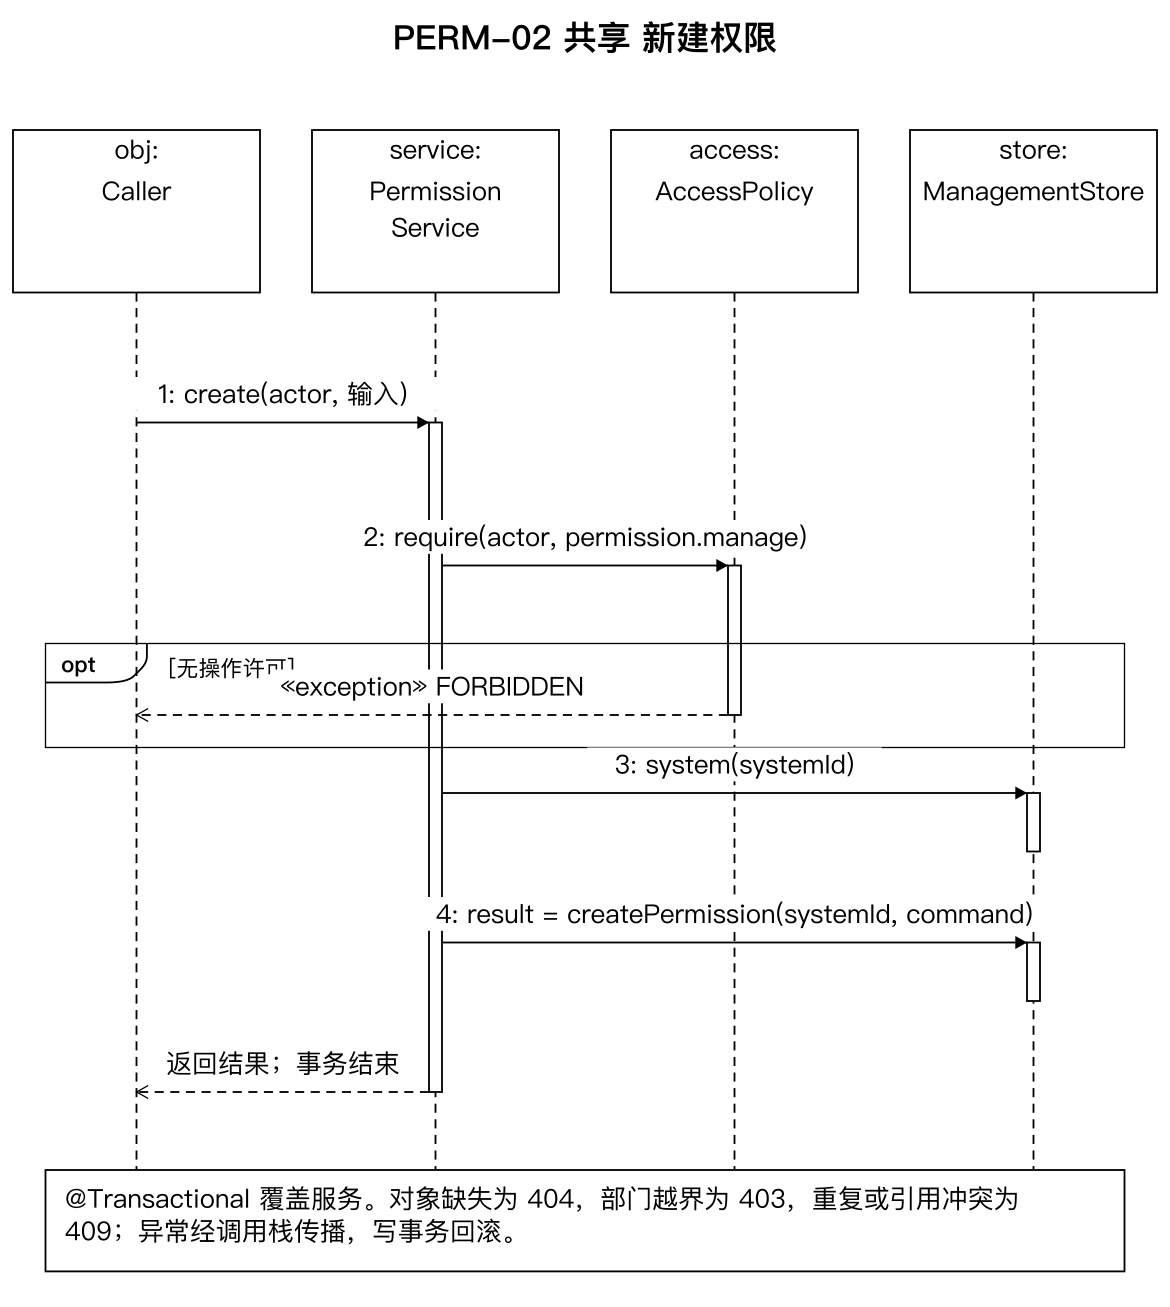 PERM-02 共享 新建权限
obj:
Caller
service:
Permission
Service
access:
AccessPolicy
store:
ManagementStore
1: create(actor, 输入)
2: require(actor, permission.manage)
opt
[无操作许可]
«exception» FORBIDDEN
3: system(systemId)
4: result = createPermission(systemId, command)
返回结果；事务结束
@Transactional 覆盖服务。对象缺失为 404，部门越界为 403，重复或引用冲突为
409；异常经调用栈传播，写事务回滚。